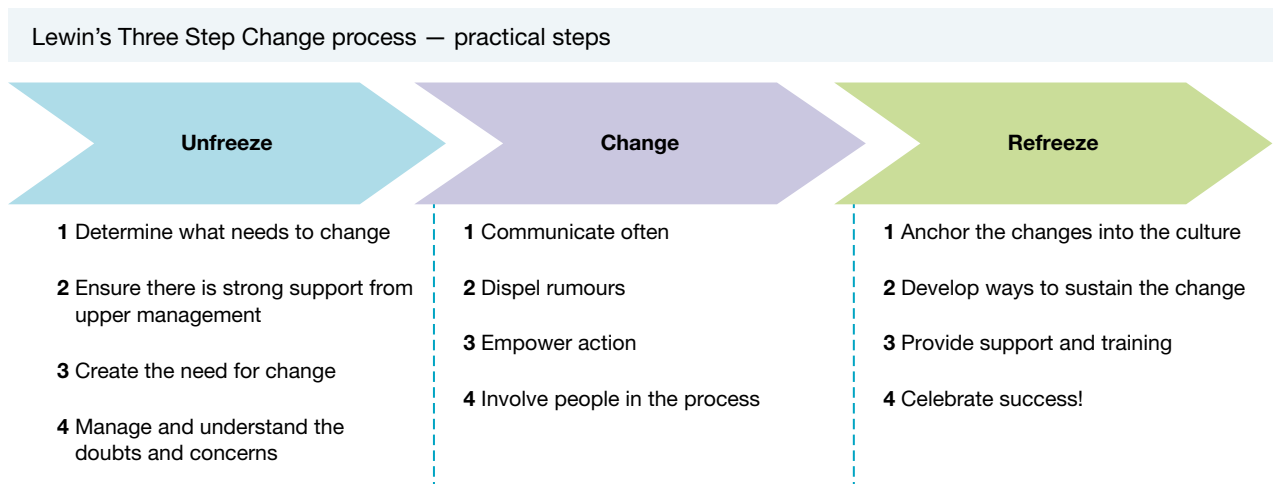 Lewin’s Three Step Change process — practical steps
Unfreeze
1 Determine what needs to change
2 Ensure there is strong support from
upper management
3 Create the need for change
4 Manage and understand the
doubts and concerns
Change
1 Communicate often
2 Dispel rumours
3 Empower action
4 Involve people in the process
Refreeze
1 Anchor the changes into the culture
2 Develop ways to sustain the change
3 Provide support and training
4 Celebrate success!